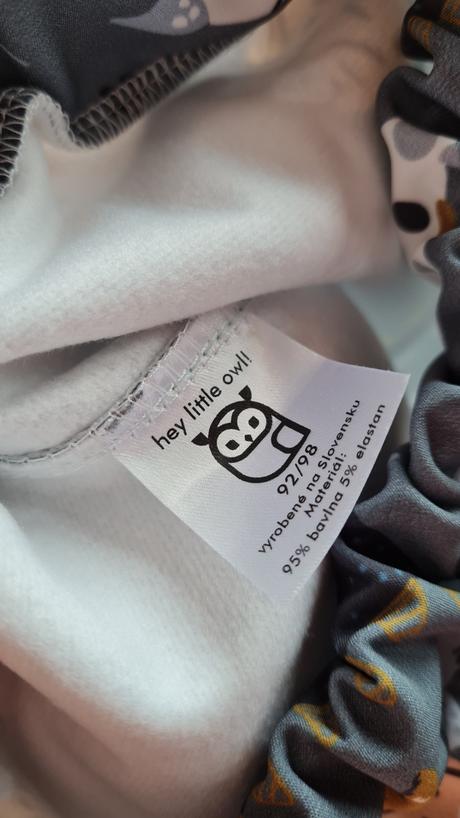 hey little owl!
92/98
vyrobené na Slovensku
Materiál:
95% bavlna 5% elastan